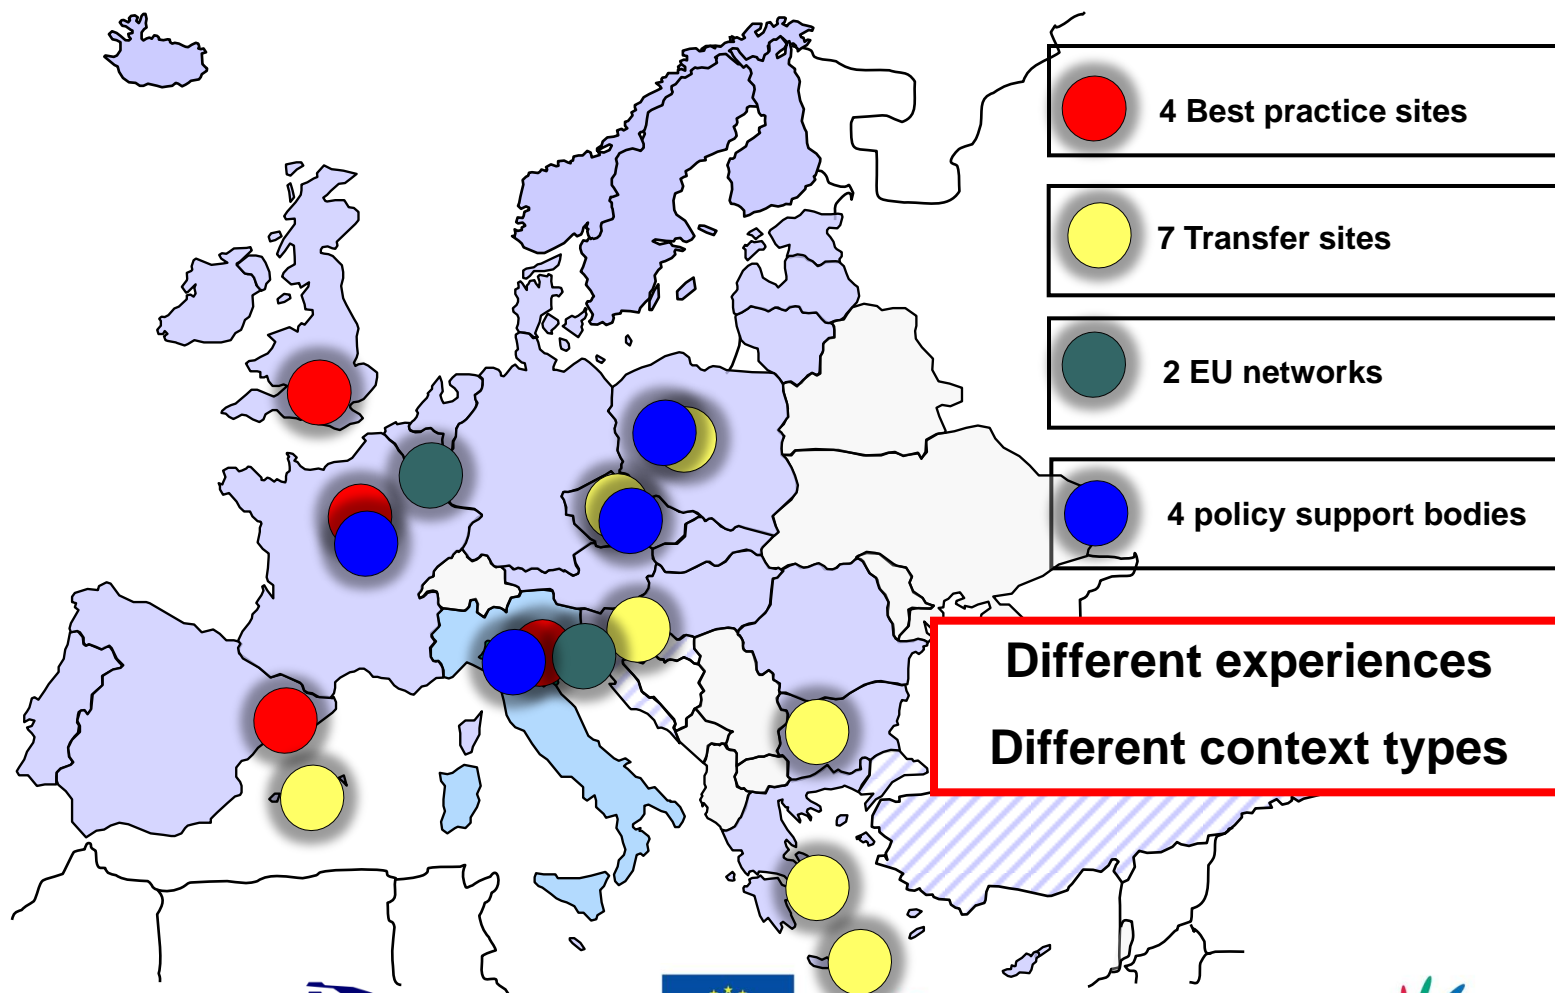 4 Best practice sites
7 Transfer sites
2 EU networks
4 policy support bodies
Different experiences
Different context types